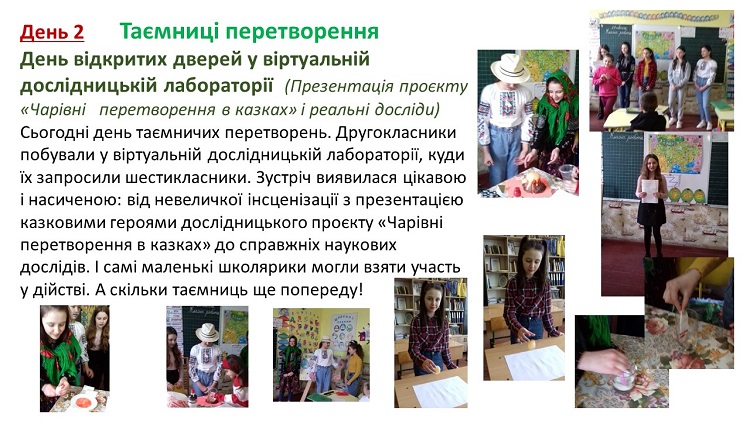 День 2 Таємниці перетворення
День відкритих дверей у віртуальній
дослідницькій лабораторії (Презентація проєкту
«Чарівні перетворення в казках» і реальні досліди)
Сьогодні день таємничих перетворень. Другокласники
побували у віртуальній дослідницькій лабораторії, куди
їх запросили шестикласники. Зустріч виявилася цікавою
і насиченою: від невеличкої інсценізації з презентацією
казковими героями дослідницького проєкту «Чарівні
перетворення в казках» до справжніх наукових
дослідів. І самі маленькі школярики могли взяти участь
у дійстві. А скільки таємниць ще попереду!